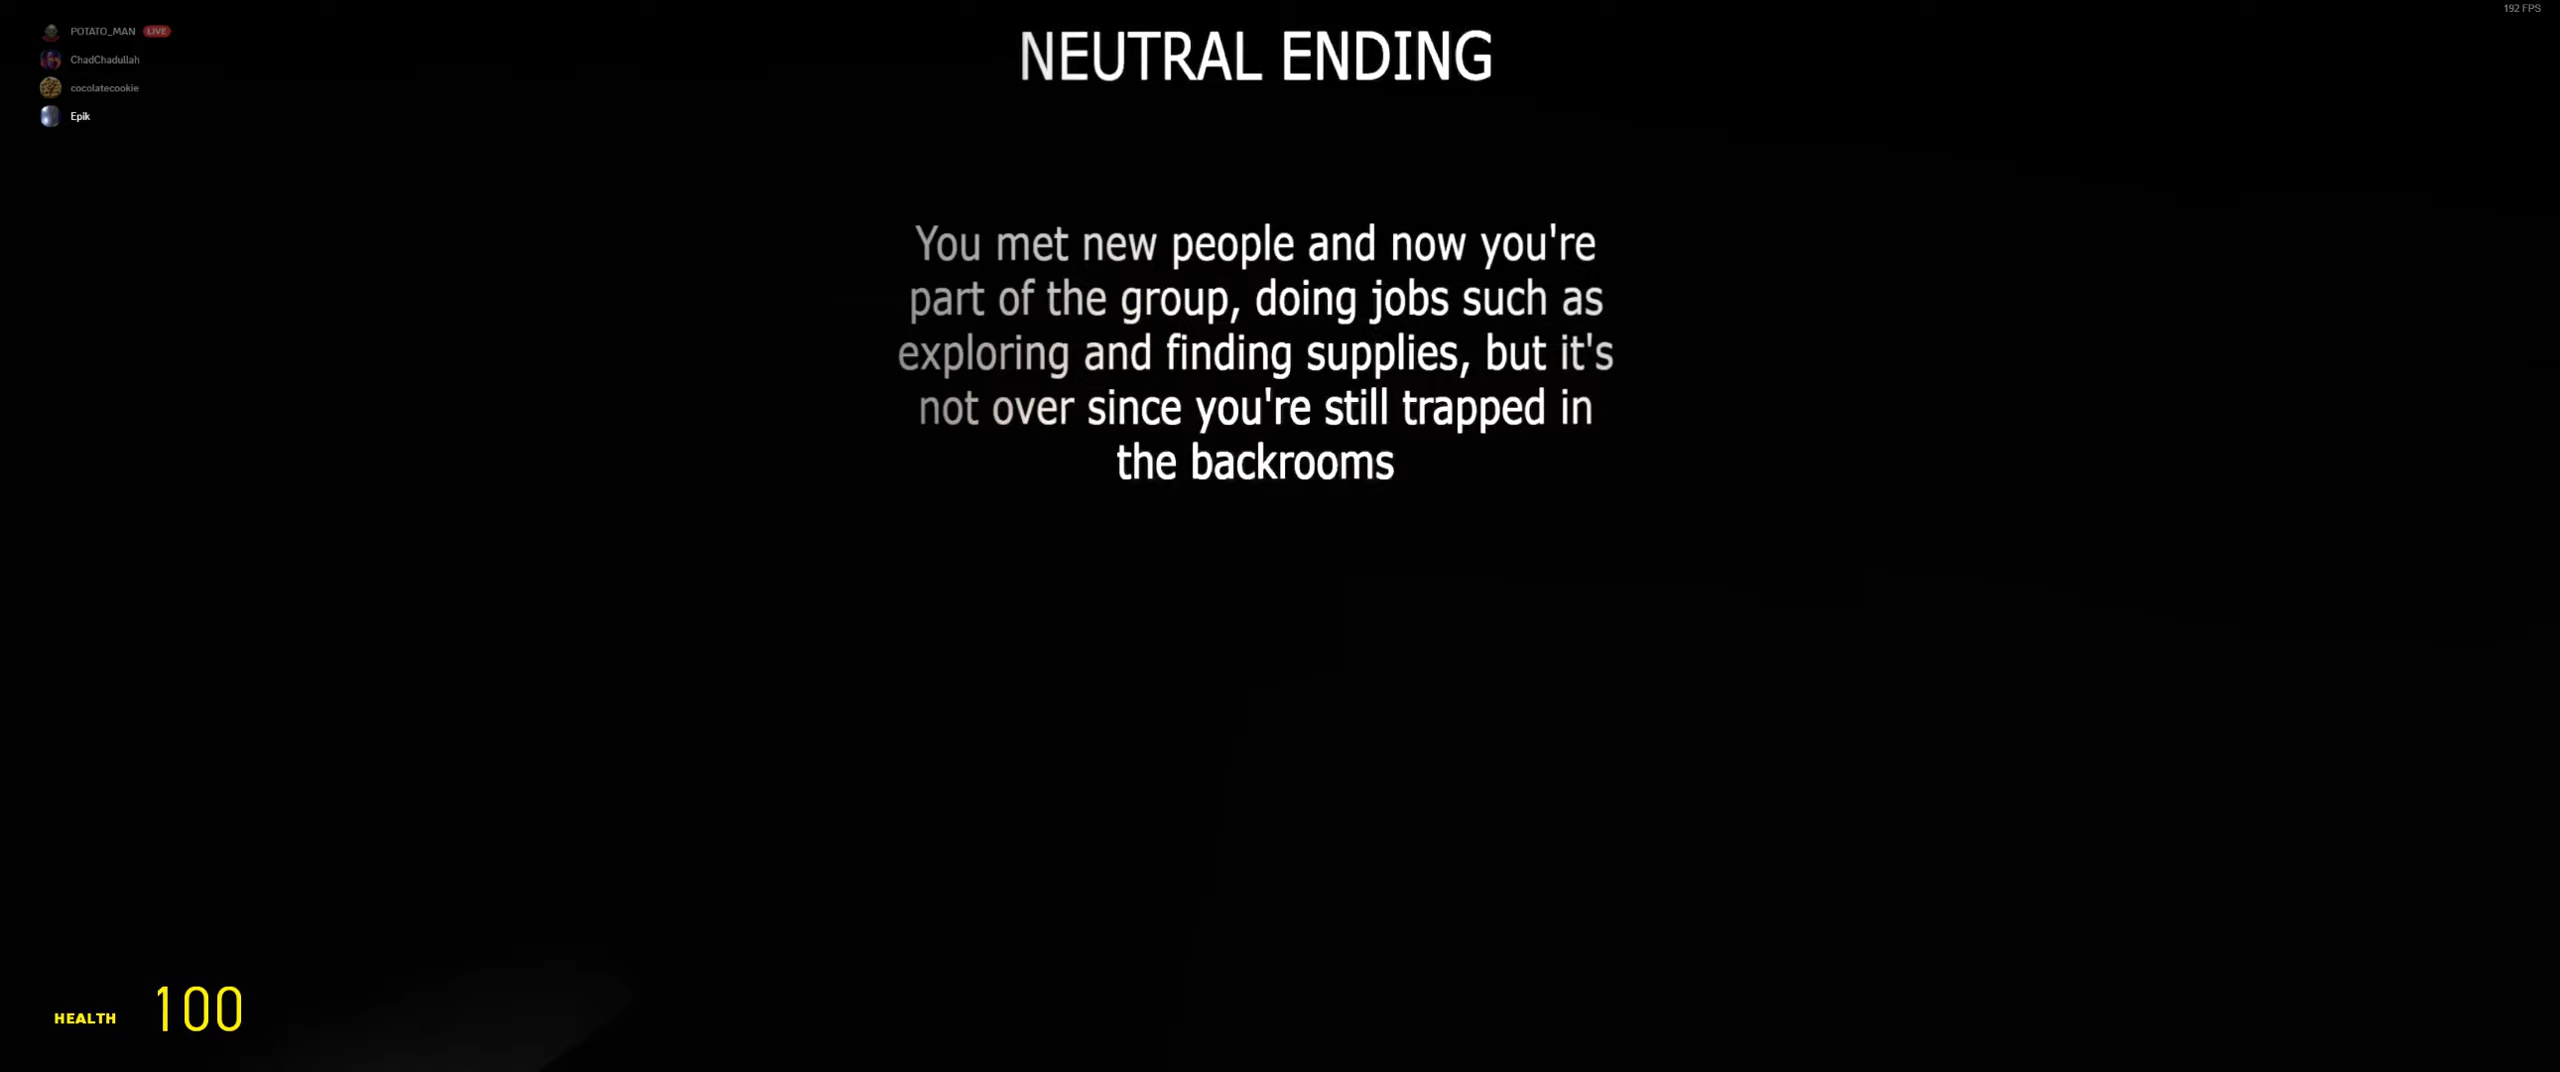 192 FPS
POTATO_MAN LIVE
ChadChadullah
cocolatecookie
Epik
NEUTRAL ENDING
You met new people and now you're
part of the group, doing jobs such as
exploring and finding supplies, but it's
not over since you're still trapped in
the backrooms
HEALTH 100